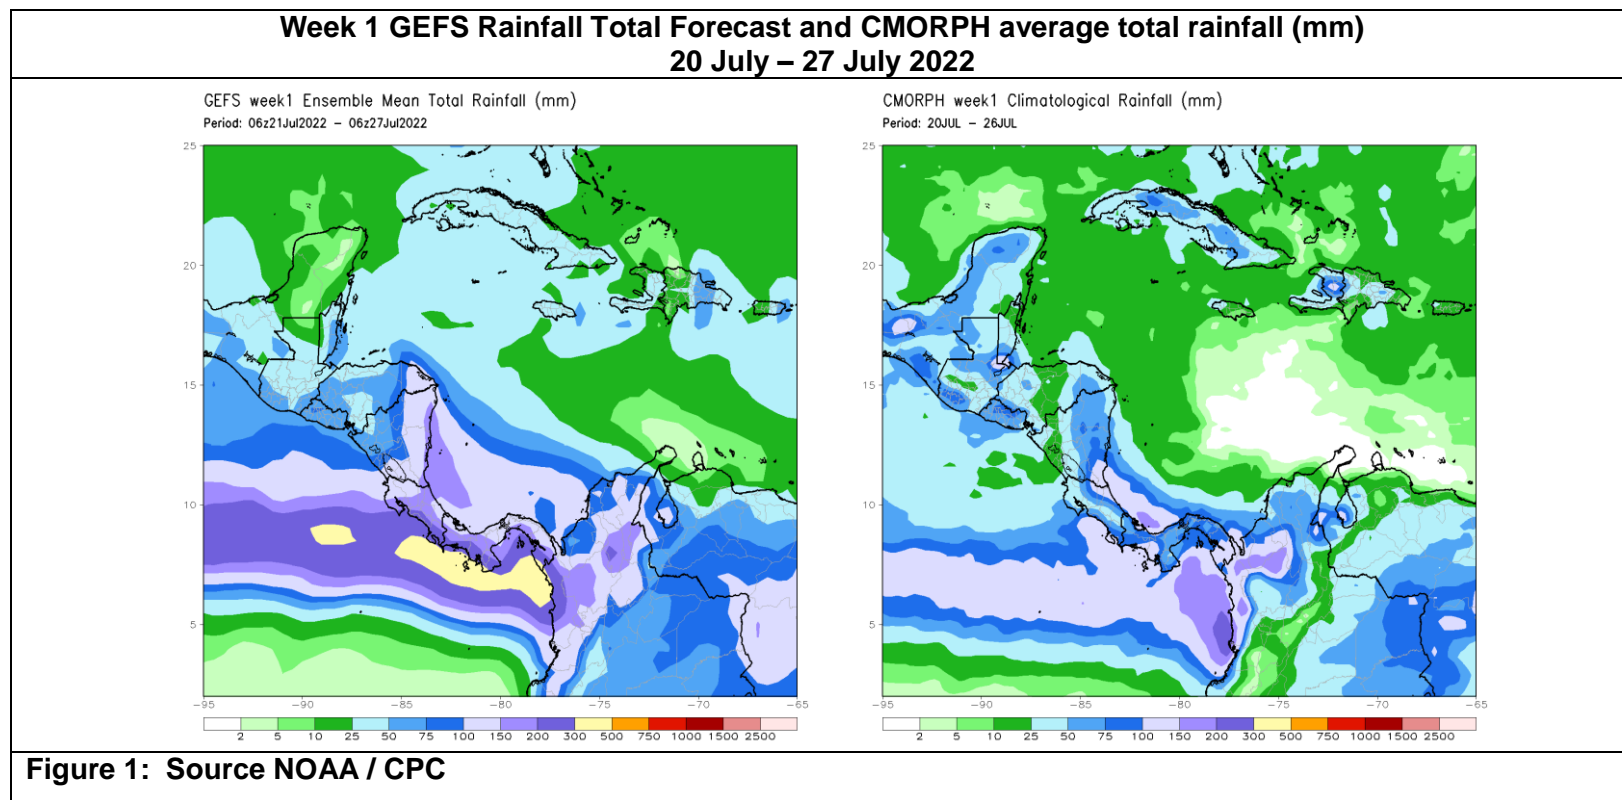 Week 1 GEFS Rainfall Total Forecast and CMORPH average total rainfall (mm)
20 July – 27 July 2022
GEFS week1 Ensemble Mean Total Rainfall (mm)
Period: 06z21Jul2022 – 06z27Jul2022
25
20
15
10
5
−95 −90 −85 −80 −75 −70 −65
2 5 10 25 50 75 100 150 200 300 500 750 1000 1500 2500
CMORPH week1 Climatological Rainfall (mm)
Period: 20JUL – 26JUL
25
20
15
10
5
−95 −90 −85 −80 −75 −70 −65
2 5 10 25 50 75 100 150 200 300 500 750 1000 1500 2500
Figure 1: Source NOAA / CPC